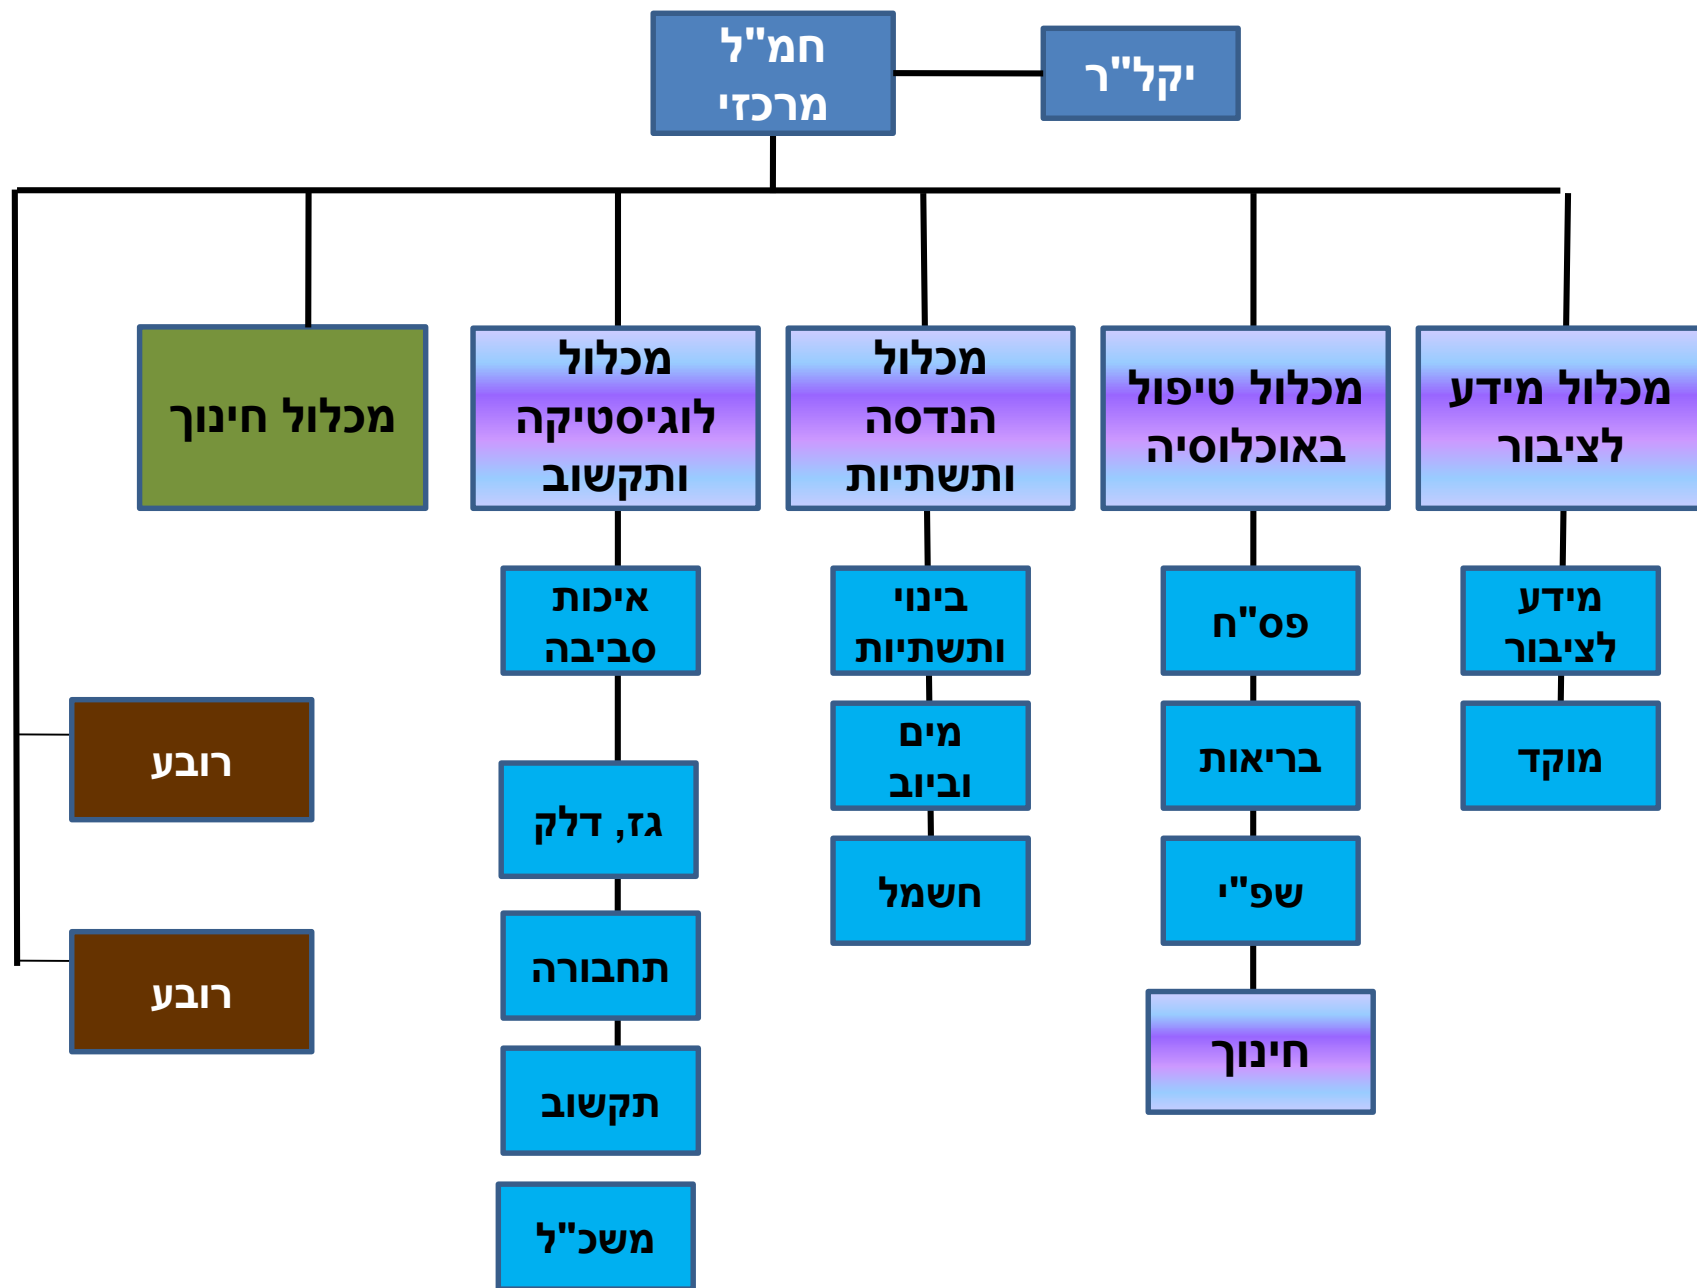 חמ"ל
מרכזי
יקל"ר
מכלול מידע
לציבור
מכלול טיפול
באוכלוסיה
מכלול
הנדסה
ותשתיות
מכלול
לוגיסטיקה
ותקשוב
מכלול חינוך
מידע
לציבור
מוקד
פס"ח
בריאות
שפ"י
חינוך
בינוי
ותשתיות
מים
וביוב
חשמל
איכות
סביבה
גז, דלק
תחבורה
תקשוב
משכ"ל
רובע
רובע